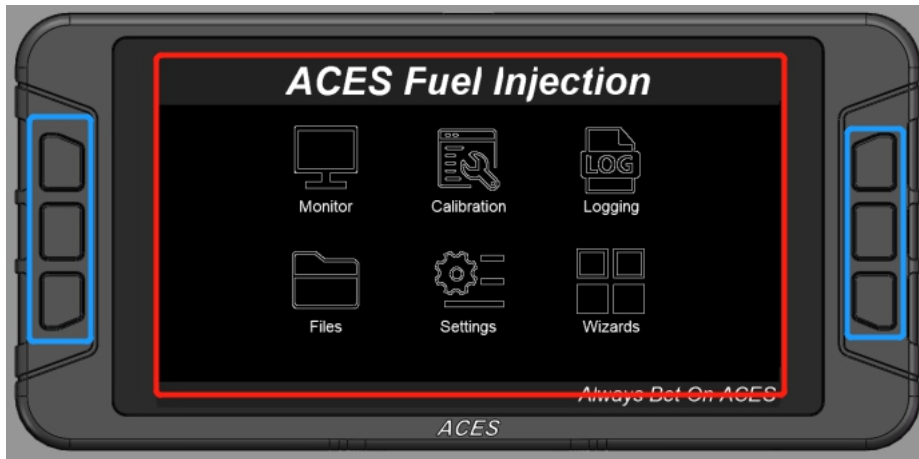 ACES Fuel Injection
Monitor Calibration Logging
LOG
Files Settings Wizards
Always Bet On ACES
ACES